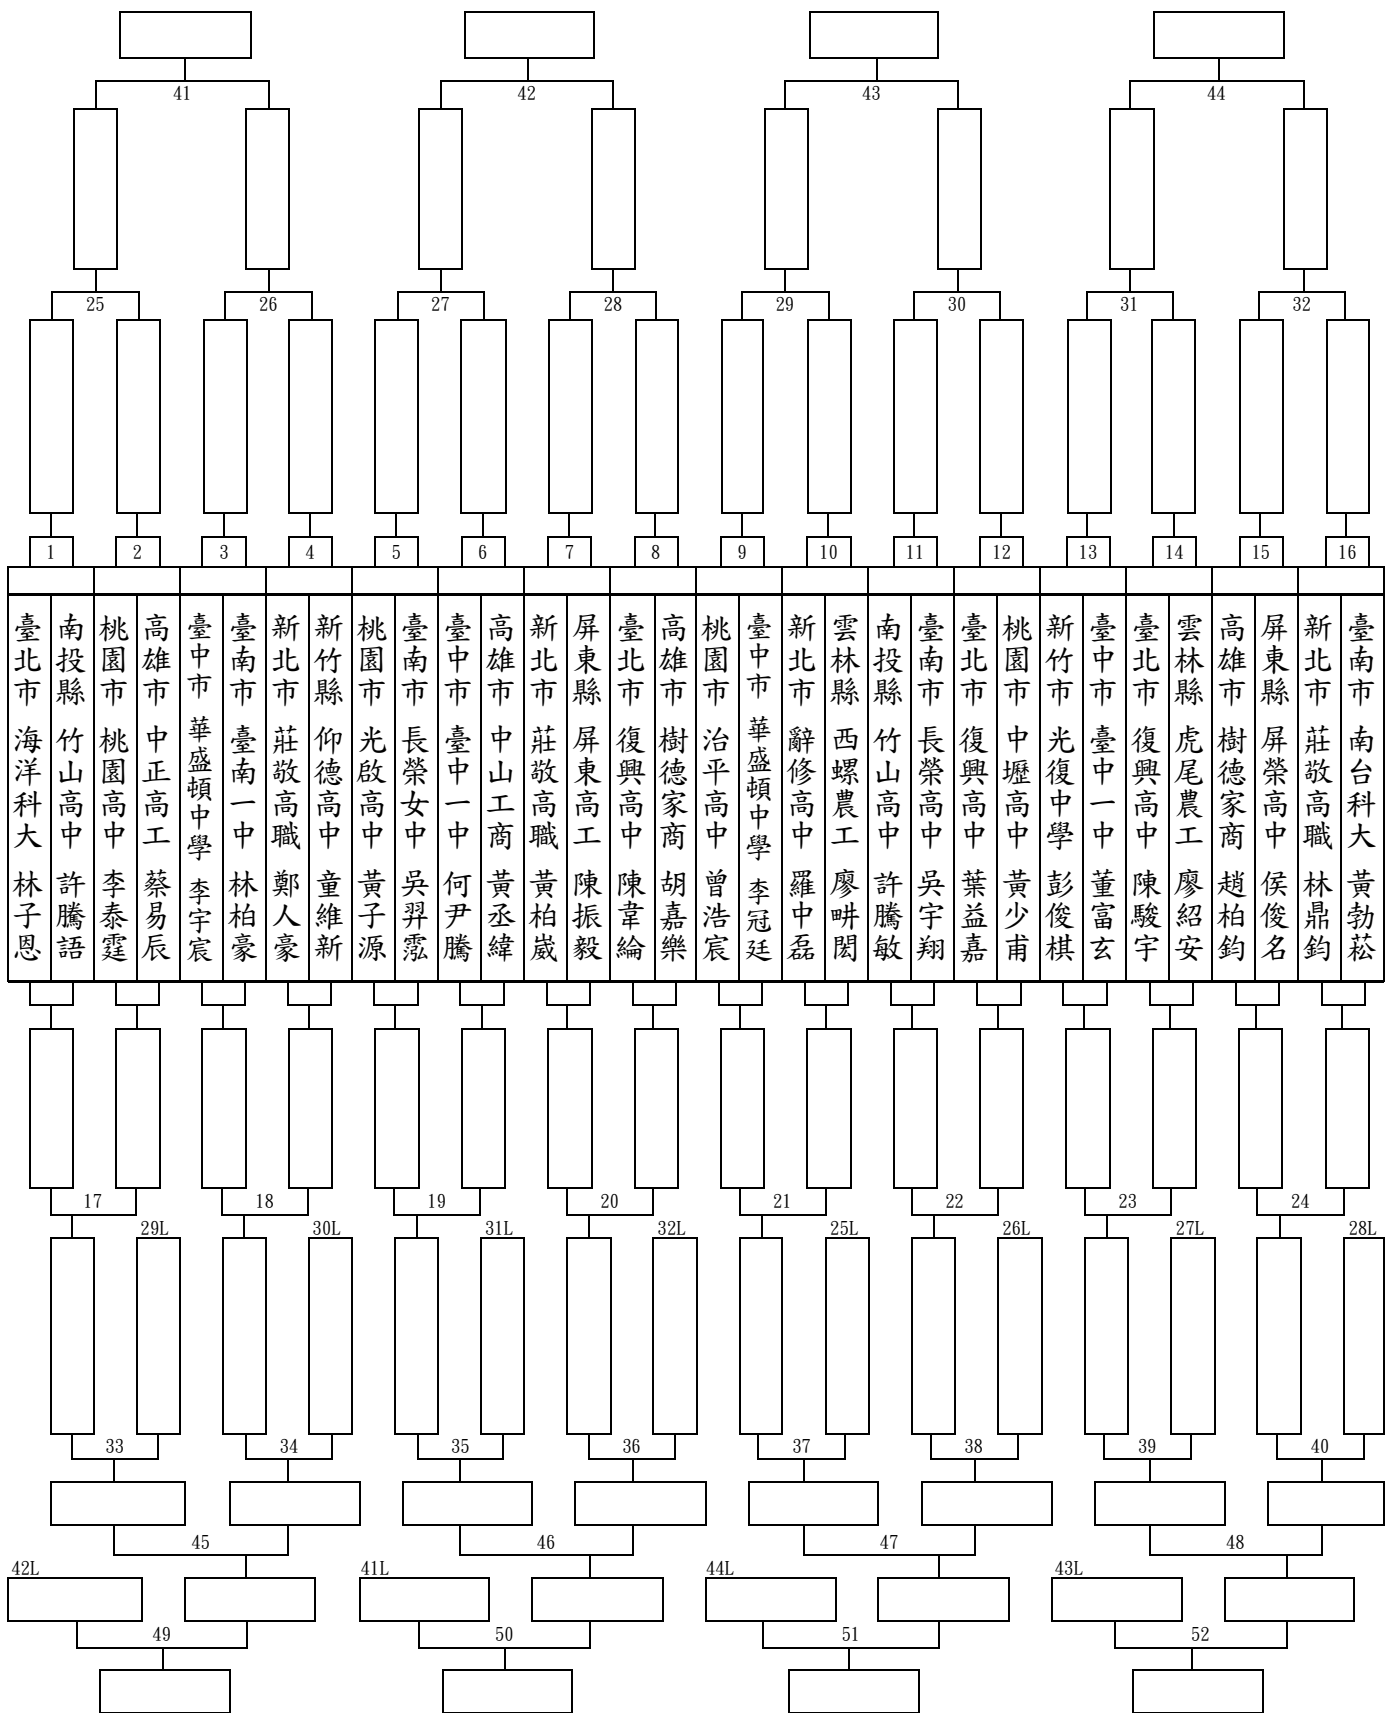 41 42 43 44
25 26 27 28 29 30 31 32
1 2 3 4 5 6 7 8 9 10 11 12 13 14 15 16
臺北市 海洋科大 林子恩
南投縣 竹山高中 許騰語
桃園市 桃園高中 李泰霆
高雄市 中正高工 蔡易辰
臺中市 華盛頓中學 李宇宸
臺南市 臺南一中 林柏豪
新北市 莊敬高職 鄭人豪
新竹縣 仰德高中 童維新
桃園市 光啟高中 黃子源
臺南市 長榮女中 吳羿霐
臺中市 臺中一中 何尹騰
高雄市 中山工商 黃丞緯
新北市 莊敬高職 黃柏崴
屏東縣 屏東高工 陳振毅
臺北市 復興高中 陳韋綸
高雄市 樹德家商 胡嘉樂
桃園市 治平高中 曾浩宸
臺中市 華盛頓中學 李冠廷
新北市 辭修高中 羅中磊
雲林縣 西螺農工 廖畊閎
南投縣 竹山高中 許騰敏
臺南市 長榮高中 吳宇翔
臺北市 復興高中 葉益嘉
桃園市 中壢高中 黃少甫
新竹市 光復中學 彭俊棋
臺中市 臺中一中 董富玄
臺北市 復興高中 陳駿宇
雲林縣 虎尾農工 廖紹安
高雄市 樹德家商 趙柏鈞
屏東縣 屏榮高中 侯俊名
新北市 莊敬高職 林鼎鈞
臺南市 南台科大 黃勃菘
17 18 19 20 21 22 23 24
29L 30L 31L 32L 25L 26L 27L 28L
33 34 35 36 37 38 39 40
45 46 47 48
42L 41L 44L 43L
49 50 51 52